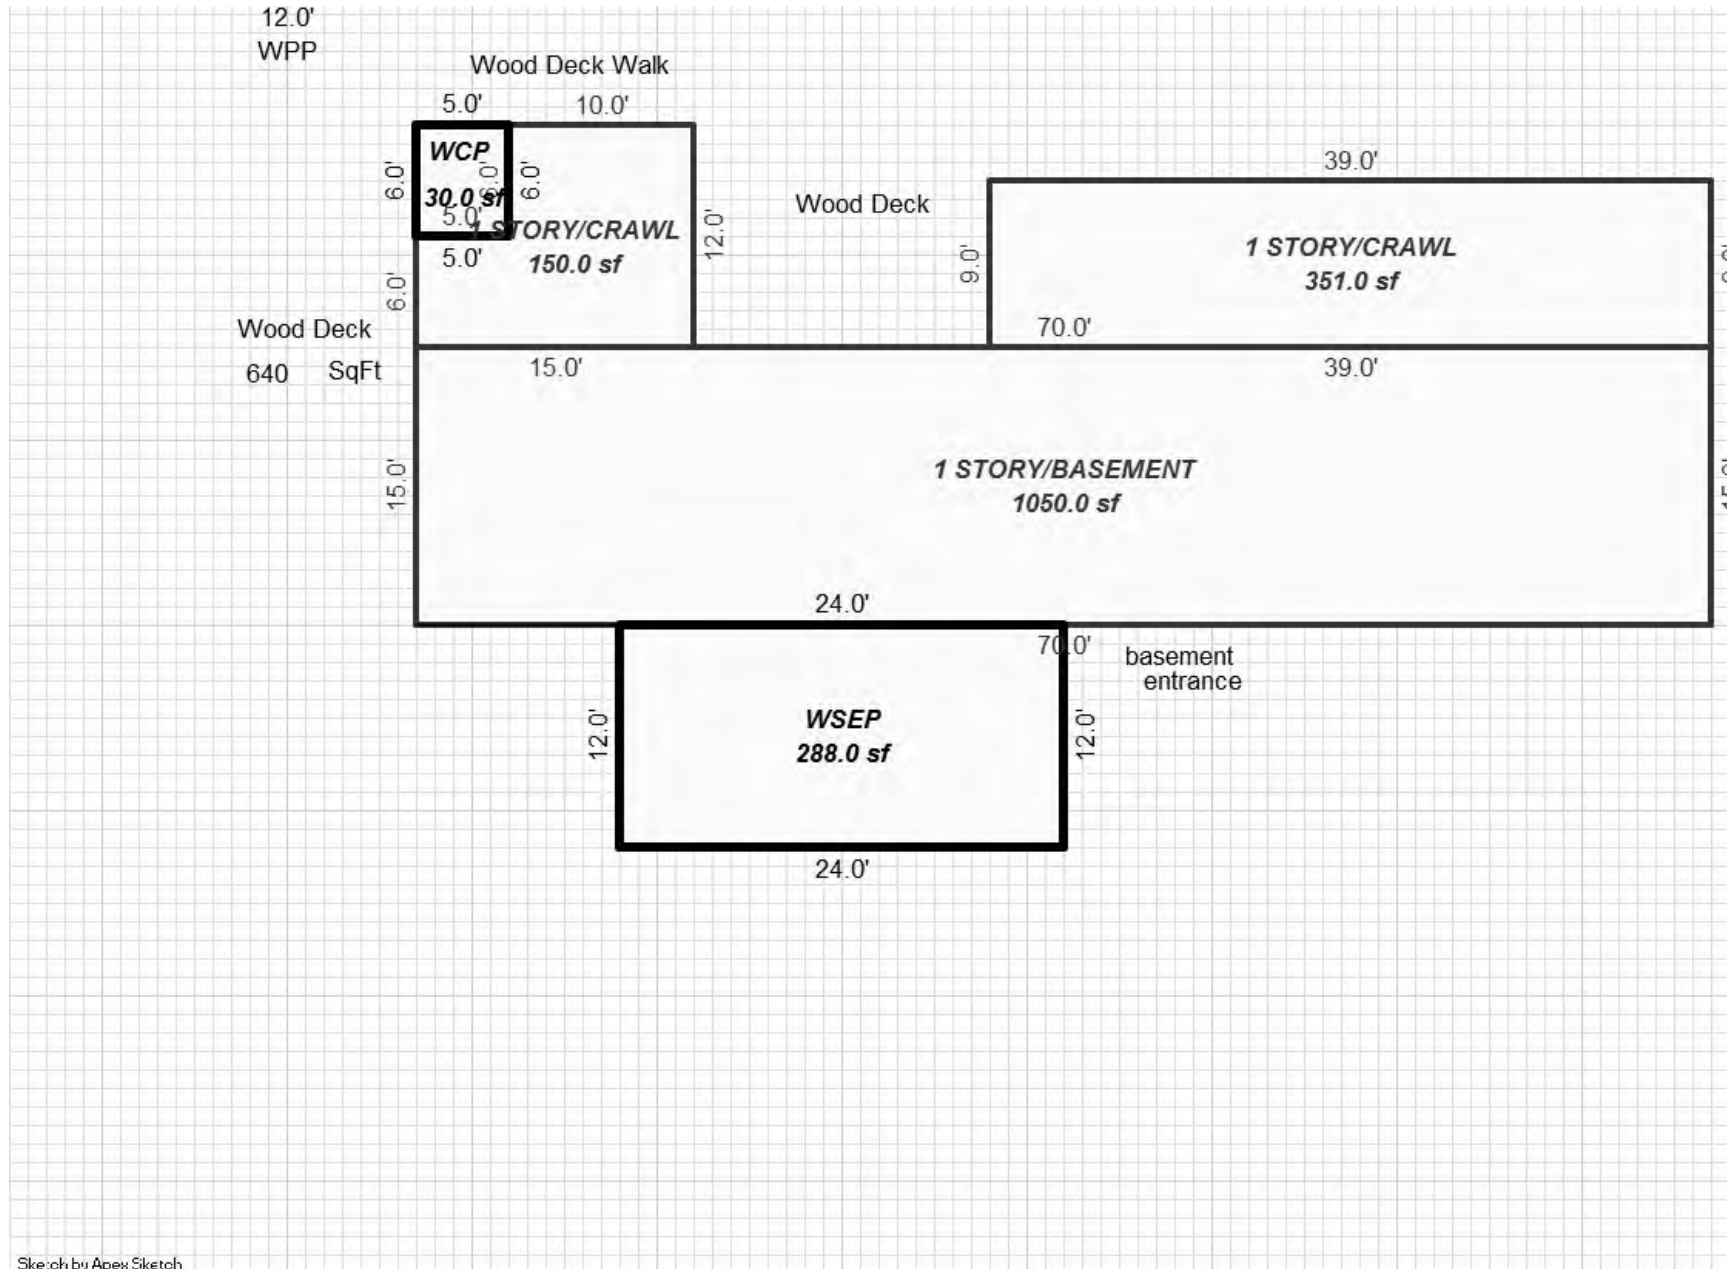 12.0'
WPP
Wood Deck Walk
5.0'
10.0'
WCP
30.0 sf
6.0'
6.0'
6.0'
5.0'
5.0'
6.0'
1 STORY/CRAWL
150.0 sf
12.0'
Wood Deck
39.0'
9.0'
1 STORY/CRAWL
351.0 sf
Wood Deck
640 SqFt
70.0'
15.0'
39.0'
15.0'
1 STORY/BASEMENT
1050.0 sf
24.0'
70.0'
basement
entrance
12.0'
WSEP
288.0 sf
12.0'
24.0'
Sketch by Apex Sketch